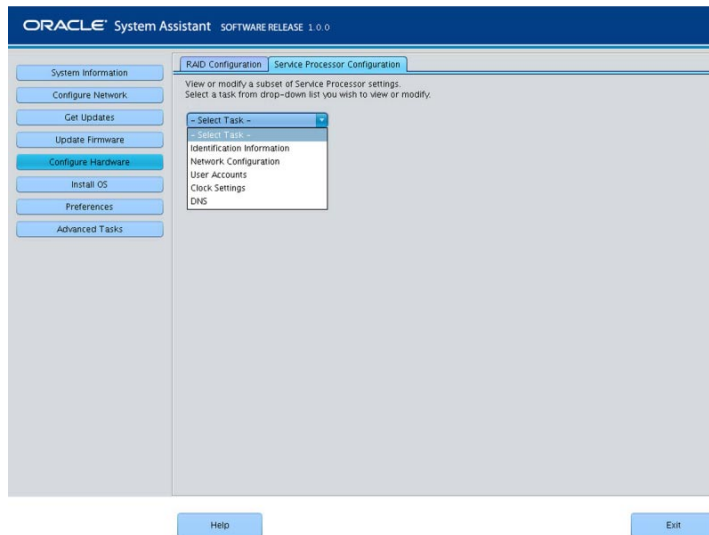 ORACLE® System Assistant SOFTWARE RELEASE 1.0.0
System Information
Configure Network
Get Updates
Update Firmware
Configure Hardware
Install OS
Preferences
Advanced Tasks
RAID Configuration
Service Processor Configuration
View or modify a subset of Service Processor settings.
Select a task from drop-down list you wish to view or modify.
- Select Task -
- Select Task -
Identification Information
Network Configuration
User Accounts
Clock Settings
DNS
Help
Exit